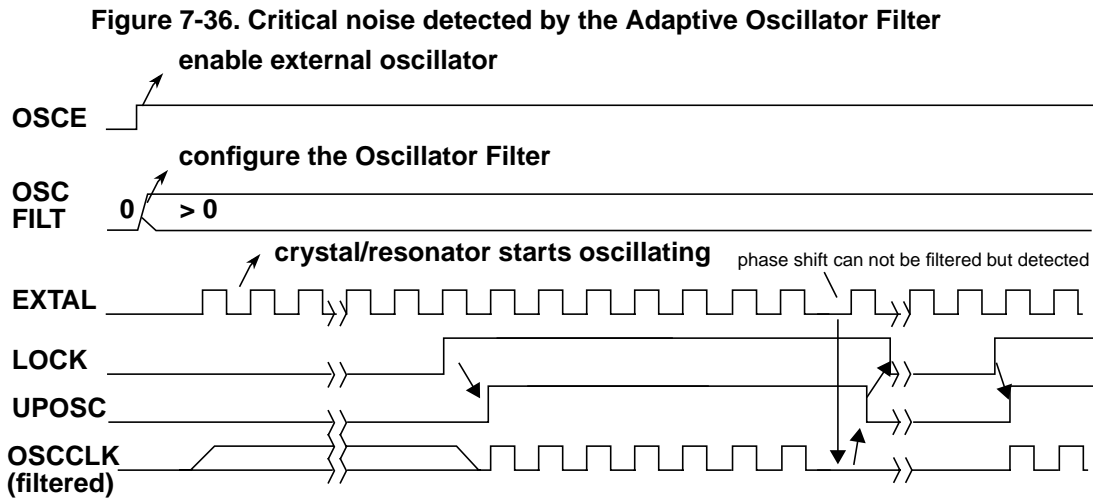 Figure 7-36. Critical noise detected by the Adaptive Oscillator Filter
enable external oscillator
OSCE
configure the Oscillator Filter
OSC
FILT
0
> 0
crystal/resonator starts oscillating
phase shift can not be filtered but detected
EXTAL
LOCK
UPOSC
OSCCLK
(filtered)